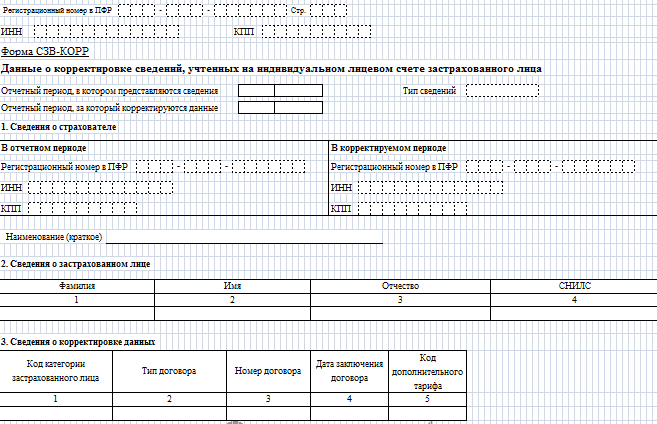 Регистрационный номер в ПФР - - Стр.
ИНН КПП
Форма СЗВ-КОРР
Данные о корректировке сведений, учтенных на индивидуальном лицевом счете застрахованного лица
Отчетный период, в котором представляются сведения Тип сведений
Отчетный период, за который корректируются данные
1. Сведения о страхователе
В отчетном периоде В корректируемом периоде
Регистрационный номер в ПФР - - Регистрационный номер в ПФР - -
ИНН ИНН
КПП КПП
Наименование (краткое)
2. Сведения о застрахованном лице
Фамилия Имя Отчество СНИЛС
1 2 3 4
3. Сведения о корректировке данных
Код категории застрахованного лица Тип договора Номер договора Дата заключения договора Код дополнительного тарифа
1 2 3 4 5